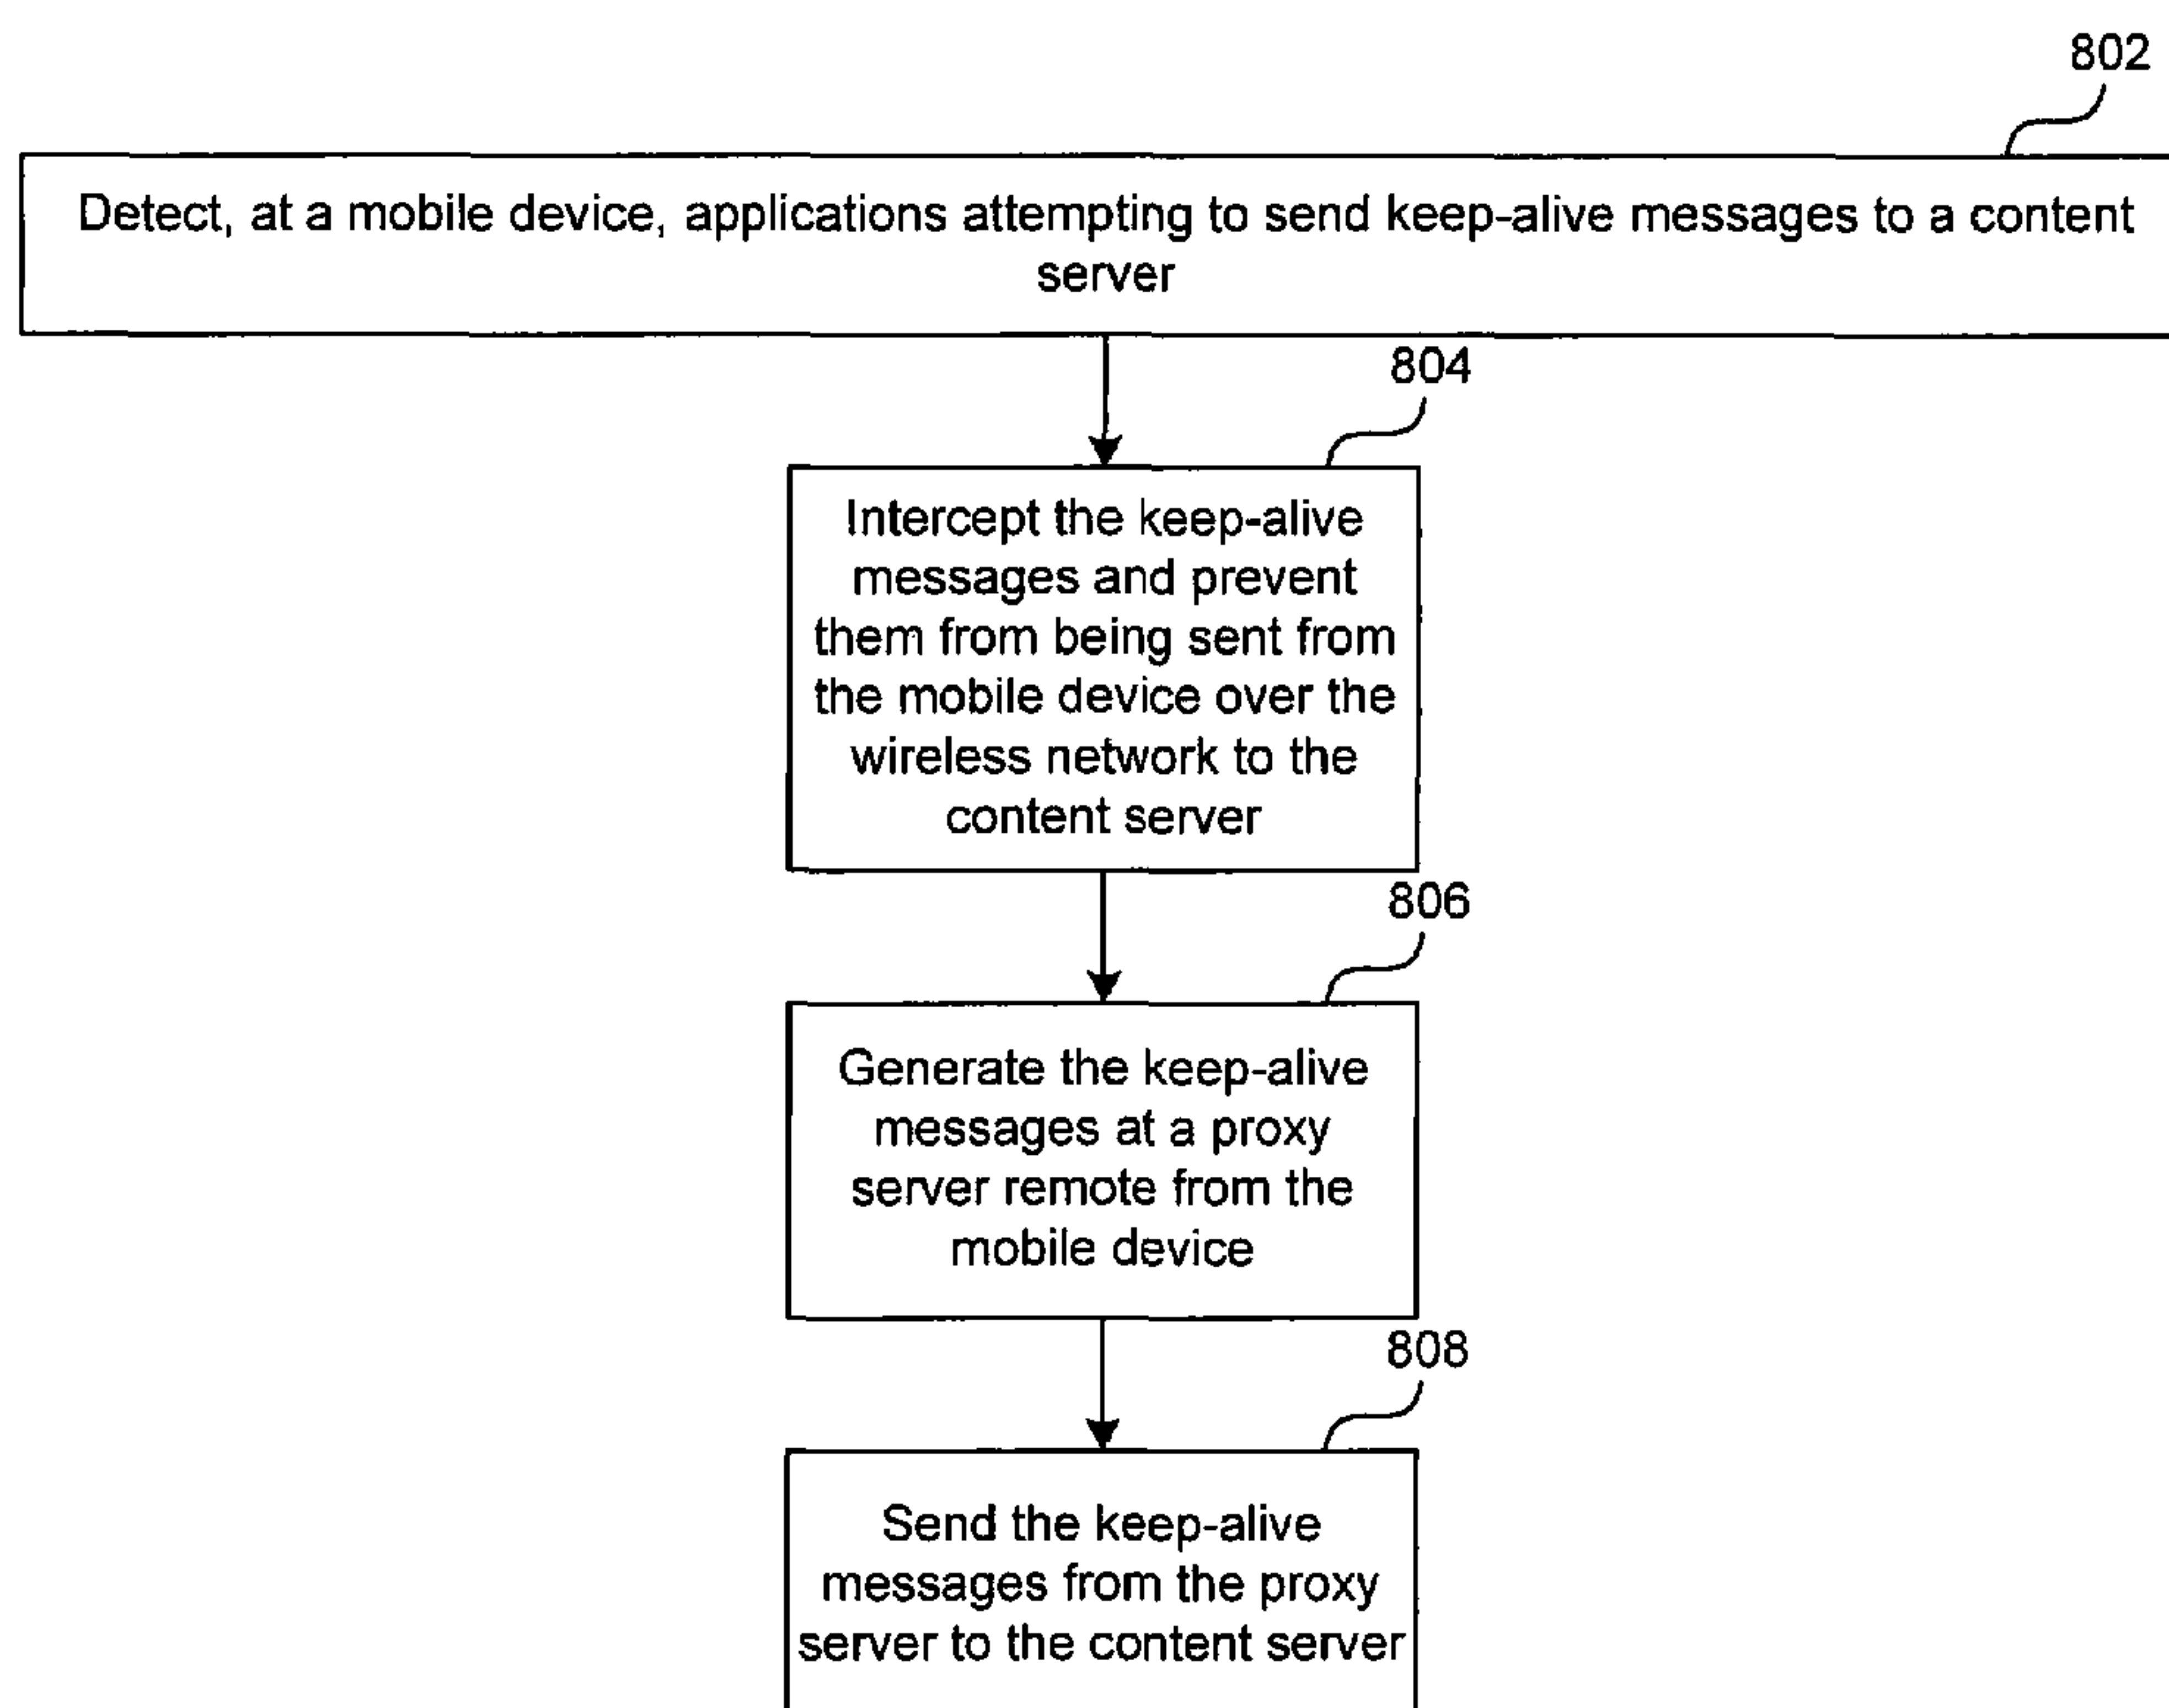 802
Detect, at a mobile device, applications attempting to send keep-alive messages to a content
server
804
Intercept the keep-alive
messages and prevent
them from being sent from
the mobile device over the
wireless network to the
content server
806
Generate the keep-alive
messages at a proxy
server remote from the
mobile device
808
Send the keep-alive
messages from the proxy
server to the content server